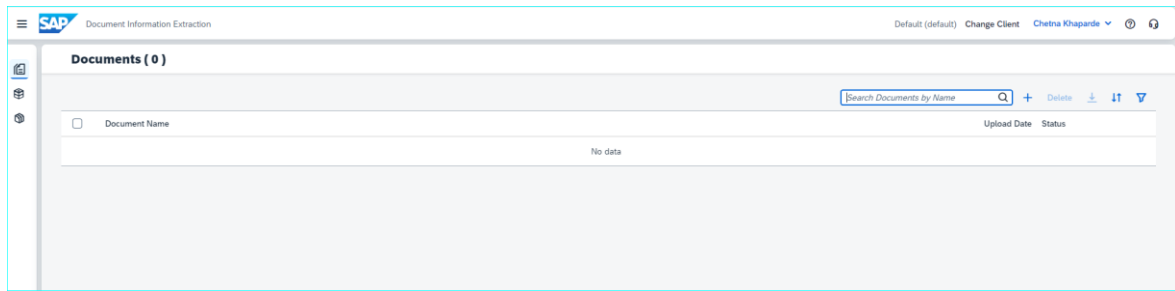 SAP Document Information Extraction Default (default) Change Client Chetna Khaparde
Documents ( 0 )
Search Documents by Name Delete
Document Name Upload Date Status
No data